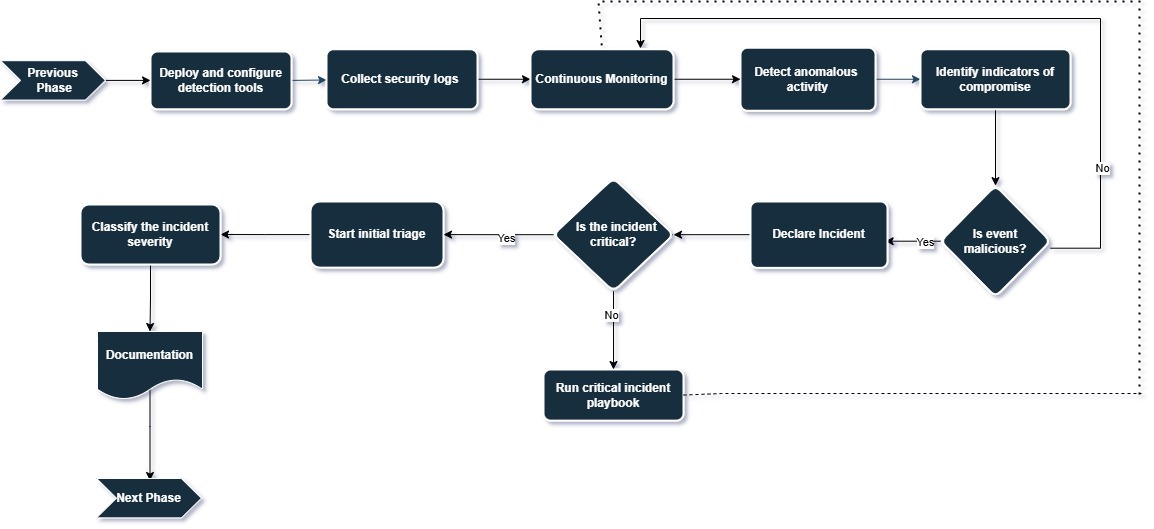 Previous
Phase
Deploy and configure
detection tools
Collect security logs
Continuous Monitoring
Detect anomalous
activity
Identify indicators of
compromise
No
Is event
malicious?
Yes
Declare Incident
Is the incident
critical?
Yes
Start initial triage
Classify the incident
severity
No
Documentation
Run critical incident
playbook
Next Phase